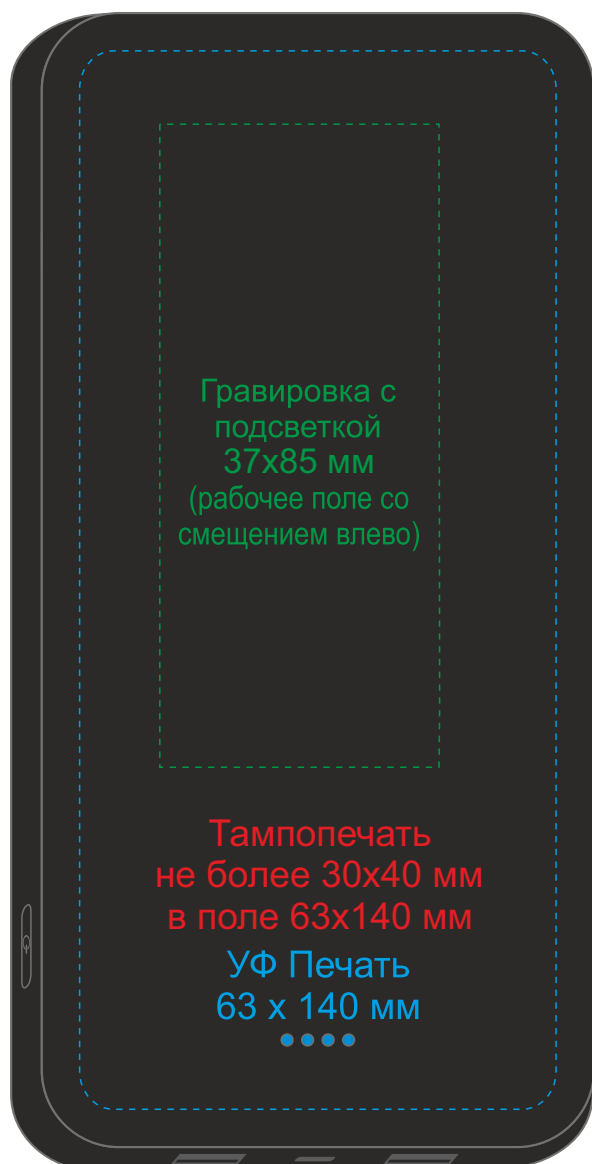 Гравировка с
подсветкой
37х85 мм
(рабочее поле со
смещением влево)
Тампопечать
не более 30х40 мм
в поле 63х140 мм
УФ Печать
63 х 140 мм